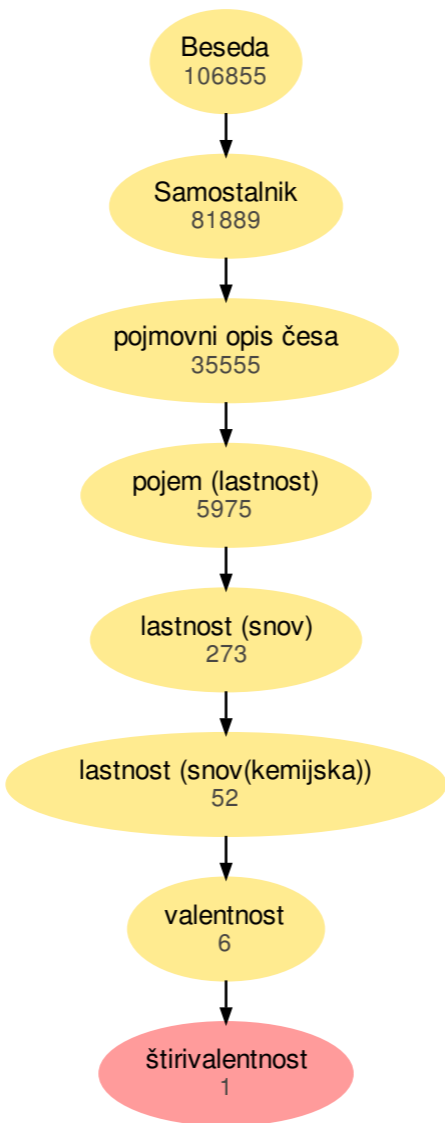 Beseda
106855
Samostalnik
81889
pojmovni opis česa
35555
pojem (lastnost)
5975
lastnost (snov)
273
lastnost (snov(kemijska))
52
valentnost
6
štirivalentnost
1